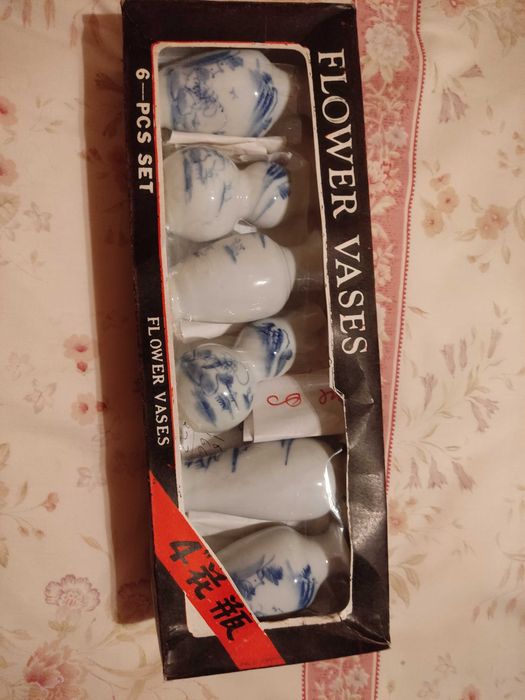 FLOWER VASES
6-PCS SET
FLOWER VASES
4"花瓶